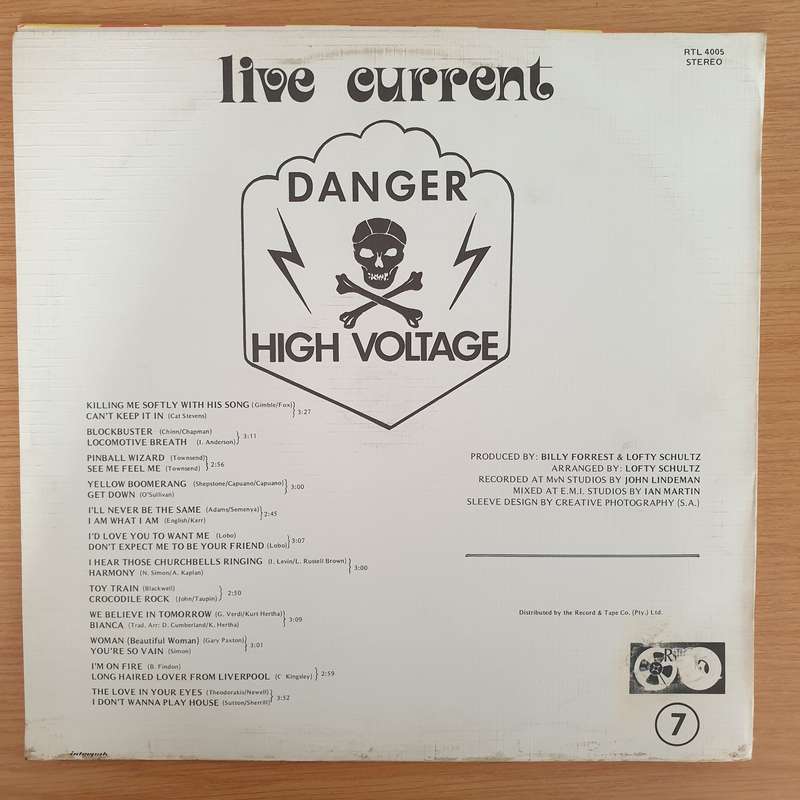 RTL 4005
STEREO
live current
DANGER
HIGH VOLTAGE
KILLING ME SOFTLY WITH HIS SONG (Gimble/Fox)
CAN'T KEEP IT IN (Cat Stevens)
3:27
BLOCKBUSTER (Chinn/Chapman)
LOCOMOTIVE BREATH (I. Anderson)
3:11
PINBALL WIZARD (Townsend)
SEE ME FEEL ME (Townsend)
2:56
YELLOW BOOMERANG (Shepstone/Capuano/Capuano)
GET DOWN (O'Sullivan)
3:00
I'LL NEVER BE THE SAME (Adams/Semenya)
I AM WHAT I AM (English/Kerr)
2:45
I'D LOVE YOU TO WANT ME (Lobo)
DON'T EXPECT ME TO BE YOUR FRIEND (Lobo)
3:07
I HEAR THOSE CHURCHBELLS RINGING (I. Levin/L. Russell Brown)
HARMONY (N. Simon/A. Kaplan)
3:00
TOY TRAIN (Blackwell)
CROCODILE ROCK (John/Taupin)
2:50
WE BELIEVE IN TOMORROW (G. Verdi/Kurt Hertha)
BIANCA (Trad. Arr: D. Cumberland/K. Hertha)
3:09
WOMAN (Beautiful Woman) (Gary Paxton)
YOU'RE SO VAIN (Simon)
3:01
I'M ON FIRE (B. Findon)
LONG HAIRED LOVER FROM LIVERPOOL (C Kingsley)
2:59
THE LOVE IN YOUR EYES (Theodorakis/Newell)
I DON'T WANNA PLAY HOUSE (Sutton/Sherrill)
3:52
PRODUCED BY: BILLY FORREST & LOFTY SCHULTZ
ARRANGED BY: LOFTY SCHULTZ
RECORDED AT MvN STUDIOS BY JOHN LINDEMAN
MIXED AT E.M.I. STUDIOS BY IAN MARTIN
SLEEVE DESIGN BY CREATIVE PHOTOGRAPHY (S.A.)
Distributed by the Record & Tape Co. (Pty.) Ltd.
7